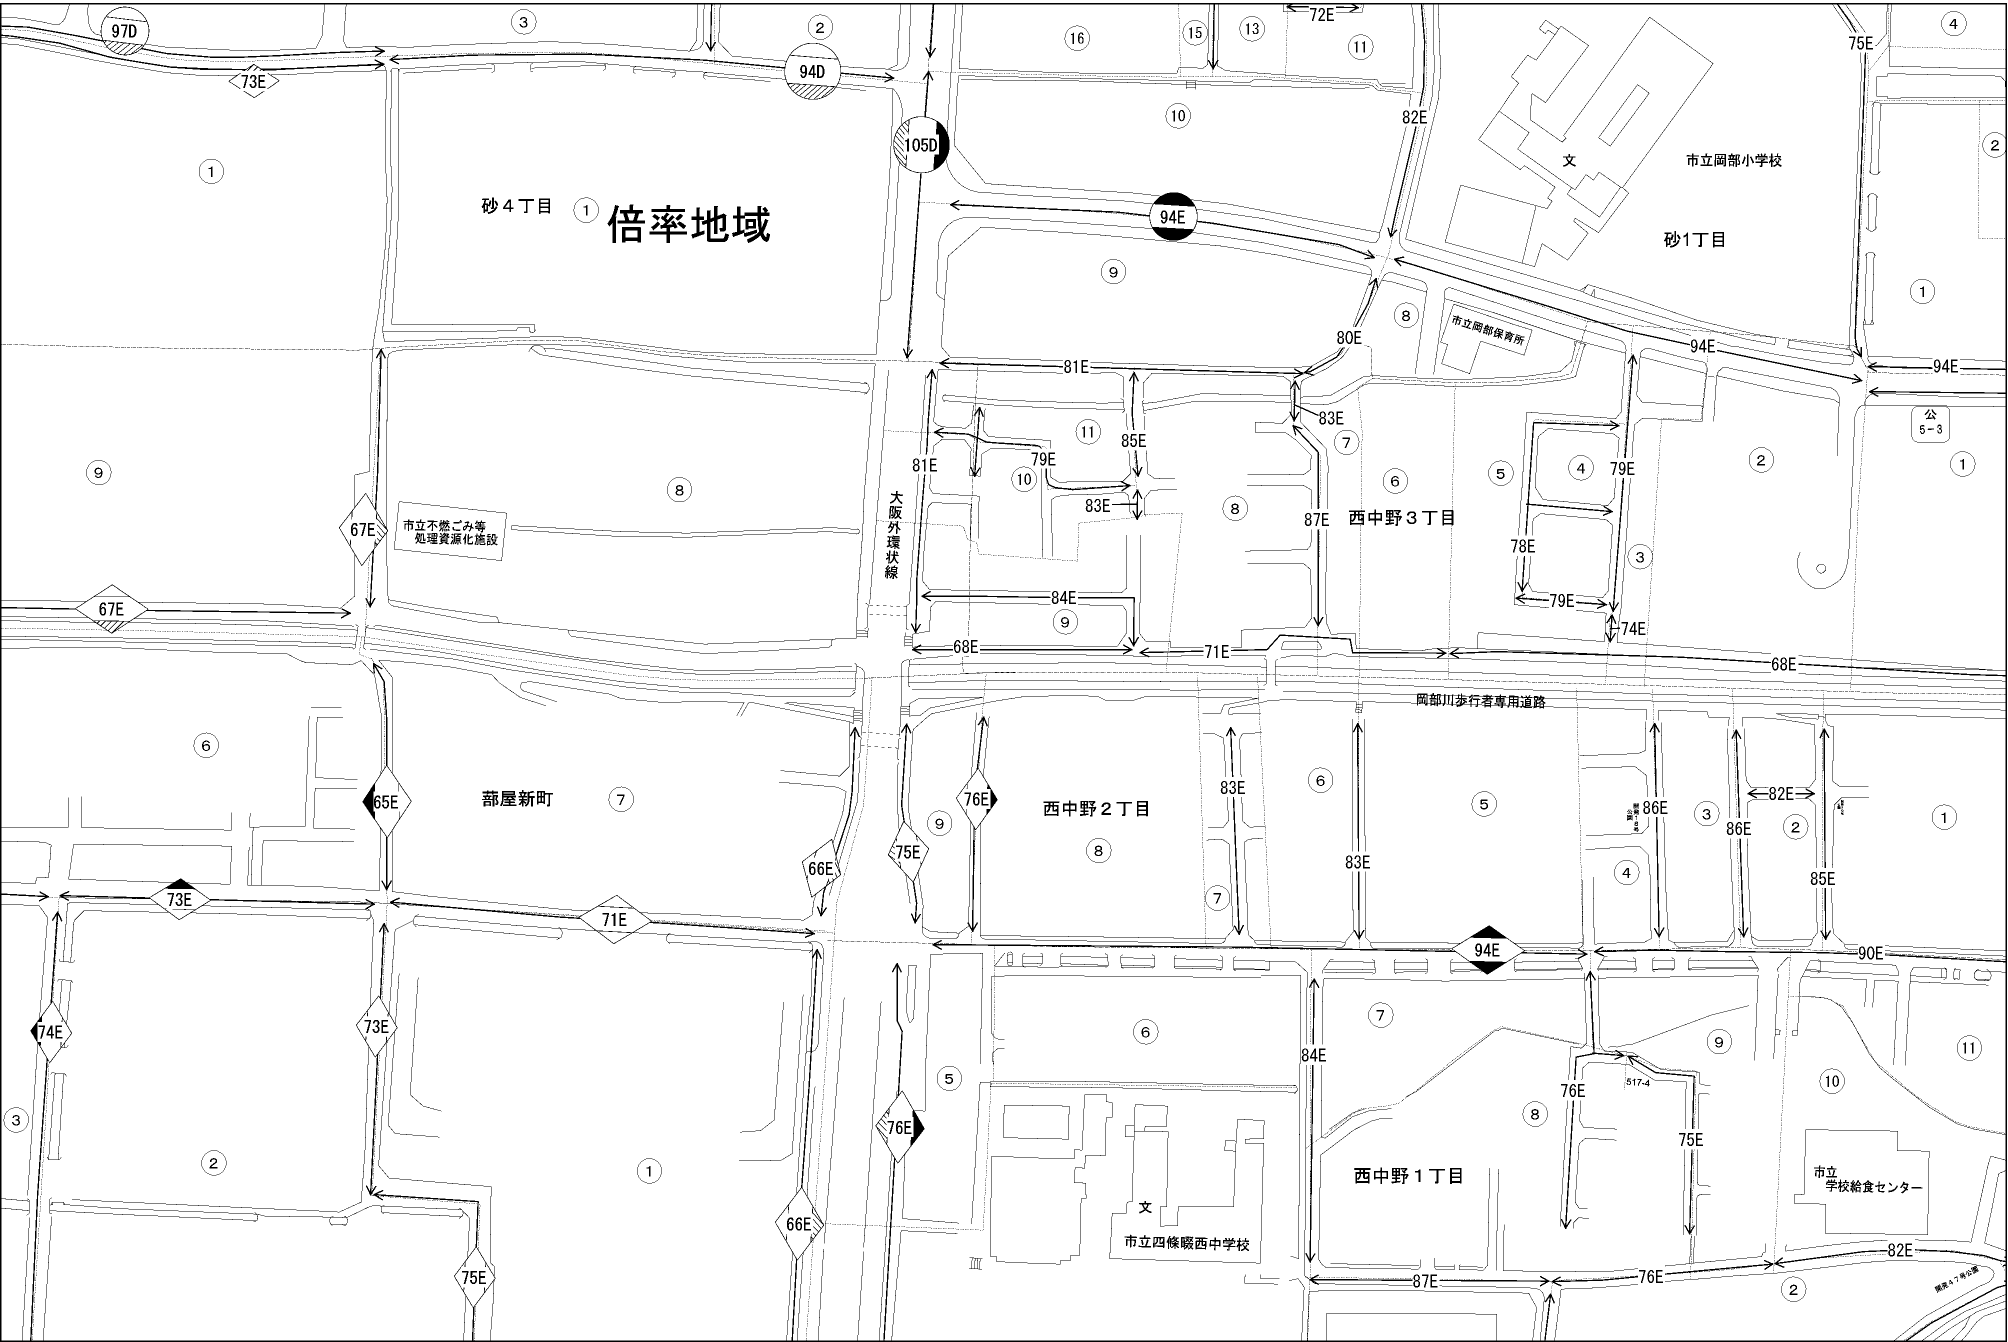 97D
3
2
16
15
13
72E
11
75E
4
73E
94D
82E
10
105D
文
市立岡部小学校
2
1
砂４丁目
1
倍率地域
94E
砂1丁目
9
8
1
市立岡部保育所
80E
94E
81E
94E
83E
公
5-3
11
85E
7
81E
79E
9
8
10
6
5
4
79E
2
1
大阪外環状線
83E
8
87E
西中野３丁目
67E
市立不燃ごみ等
処理資源化施設
78E
3
67E
84E
79E
9
74E
68E
71E
68E
岡部川歩行者専用道路
6
65E
蔀屋新町
7
76E
西中野２丁目
83E
6
5
86E
3
82E
1
66E
75E
9
8
83E
86E
2
4
85E
73E
71E
7
94E
90E
74E
73E
6
7
84E
9
11
5
517-4
10
3
76E
8
76E
75E
2
1
西中野１丁目
市立
学校給食センター
文
66E
市立四條畷西中学校
75E
87E
76E
82E
2
開発４７号公園